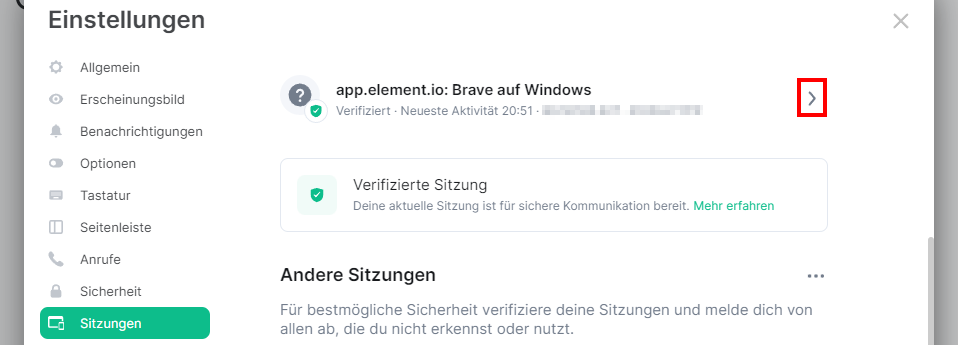 Einstellungen
Allgemein
Erscheinungsbild
Benachrichtigungen
Optionen
Tastatur
Seitenleiste
Anrufe
Sicherheit
Sitzungen
app.element.io: Brave auf Windows
Verifiziert · Neueste Aktivität 20:51 ·
Verifizierte Sitzung
Deine aktuelle Sitzung ist für sichere Kommunikation bereit. Mehr erfahren
Andere Sitzungen
Für bestmögliche Sicherheit verifiziere deine Sitzungen und melde dich von
allen ab, die du nicht erkennst oder nutzt.